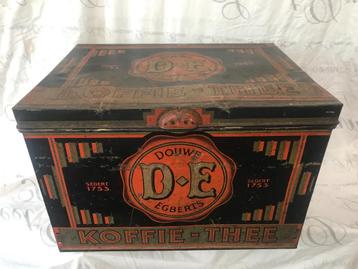 D·E
KOFFIE - THEE
DOUWE
SEDERT
1753
D·E
SEDERT
1753
EGBERTS
KOFFIE - THEE